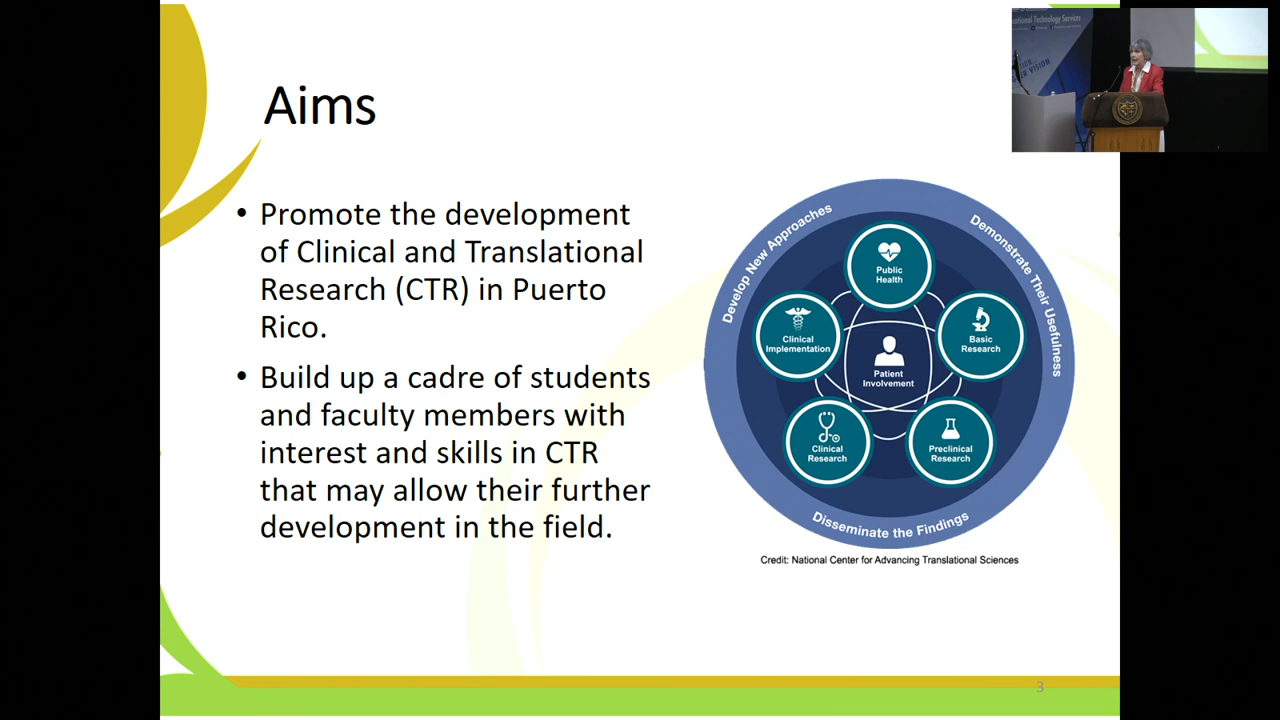 Aims
• Promote the development
of Clinical and Translational
Research (CTR) in Puerto
Rico.
• Build up a cadre of students
and faculty members with
interest and skills in CTR
that may allow their further
development in the field.
Develop New Approaches
Demonstrate Their Usefulness
Public
Health
Clinical
Implementation
Basic
Research
Patient
Involvement
Clinical
Research
Preclinical
Research
Disseminate the Findings
Credit: National Center for Advancing Translational Sciences
3
Technology Services
VISION